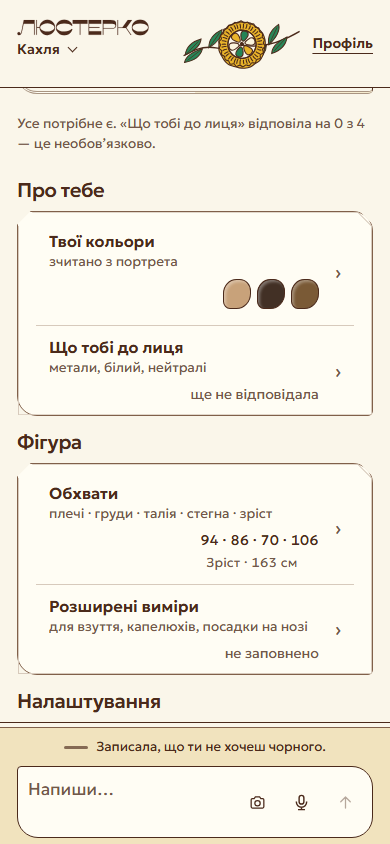 ЛЮСТЕРКО
Кахля
Профіль
Усе потрібне є. «Що тобі до лиця» відповіла на 0 з 4
— це необов’язково.
Про тебе
Твої кольори
зчитано з портрета
Що тобі до лиця
метали, білий, нейтралі
ще не відповідала
Фігура
Обхвати
плечі · груди · талія · стегна · зріст
94 · 86 · 70 · 106
Зріст · 163 см
Розширені виміри
для взуття, капелюхів, посадки на нозі
не заповнено
Налаштування
Записала, що ти не хочеш чорного.
Напиши...